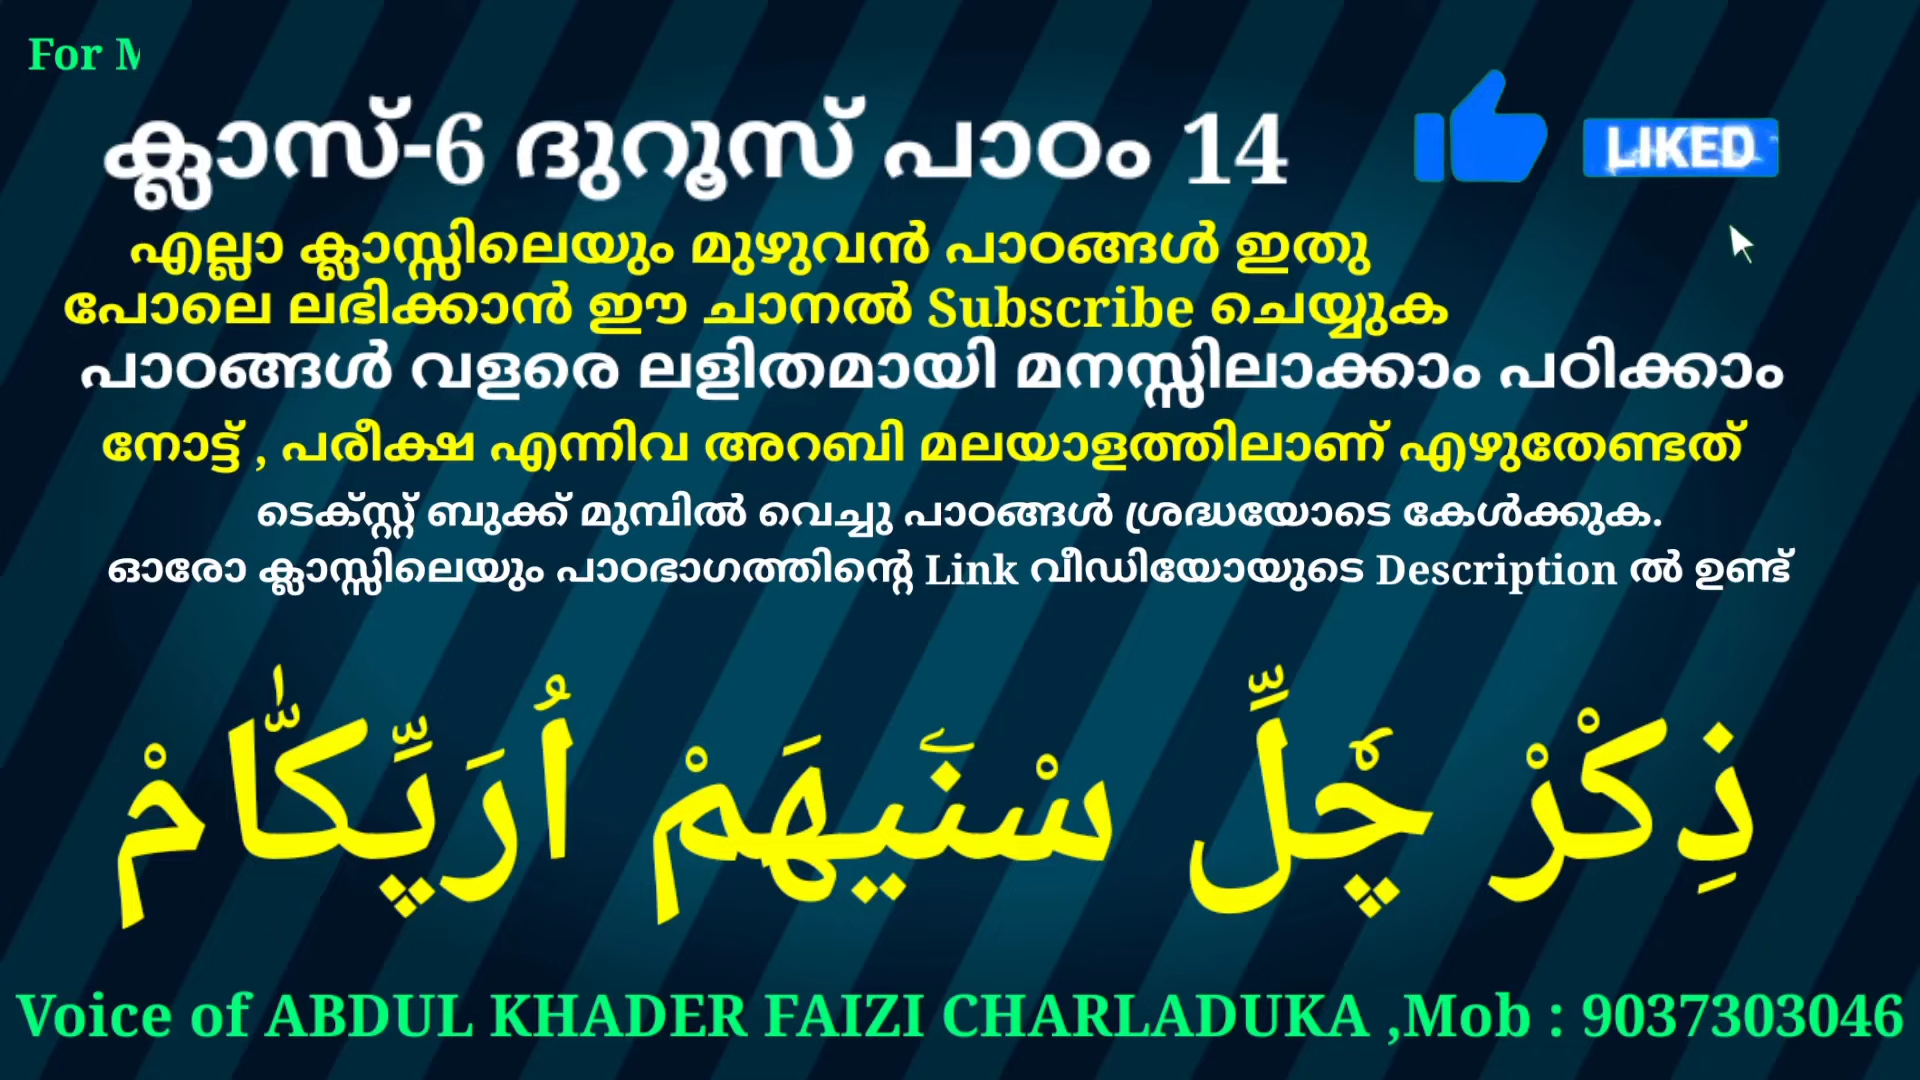 For M
ക്ലാസ്-6 ദുറൂസ് പാഠം 14
LIKED
എല്ലാ ക്ലാസ്സിലെയും മുഴുവൻ പാഠങ്ങൾ ഇതു
പോലെ ലഭിക്കാൻ ഈ ചാനൽ Subscribe ചെയ്യുക
പാഠങ്ങൾ വളരെ ലളിതമായി മനസ്സിലാക്കാം പഠിക്കാം
നോട്ട് , പരീക്ഷ എന്നിവ അറബി മലയാളത്തിലാണ് എഴുതേണ്ടത്
ടെക്സ്റ്റ് ബുക്ക് മുമ്പിൽ വെച്ചു പാഠങ്ങൾ ശ്രദ്ധയോടെ കേൾക്കുക.
ഓരോ ക്ലാസ്സിലെയും പാഠഭാഗത്തിന്റെ Link വീഡിയോയുടെ Description ൽ ഉണ്ട്
ذِكْرْ چٗلِّ سْنَيٰهَمْ اُرَپِّكّٰامْ
Voice of ABDUL KHADER FAIZI CHARLADUKA ,Mob : 9037303046